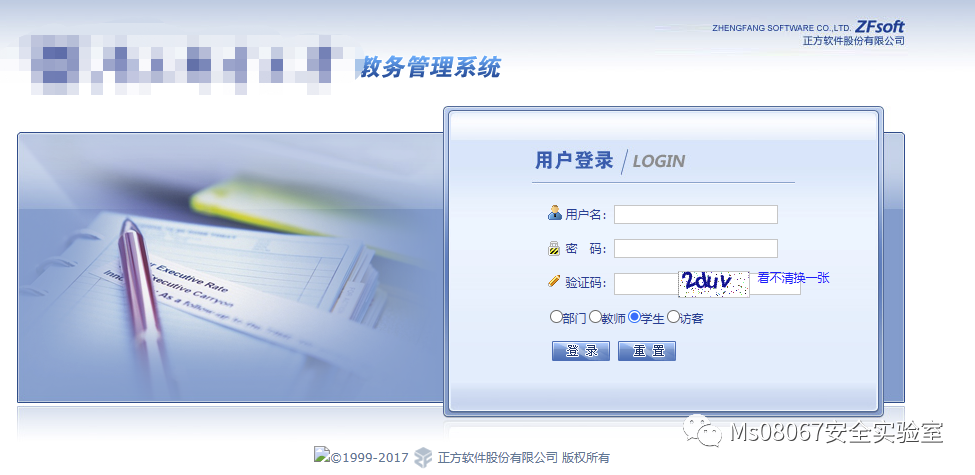 ZHENGFANG SOFTWARE CO.,LTD. ZFsoft
正方软件股份有限公司
教务管理系统
用户登录 / LOGIN
用户名：
密 码：
验证码： 2duv 看不清换一张
部门 教师 学生 访客
登 录 重 置
Executive Rate
Executive Carryon
As a follow-up to the
Ms08067安全实验室
©1999-2017 正方软件股份有限公司 版权所有